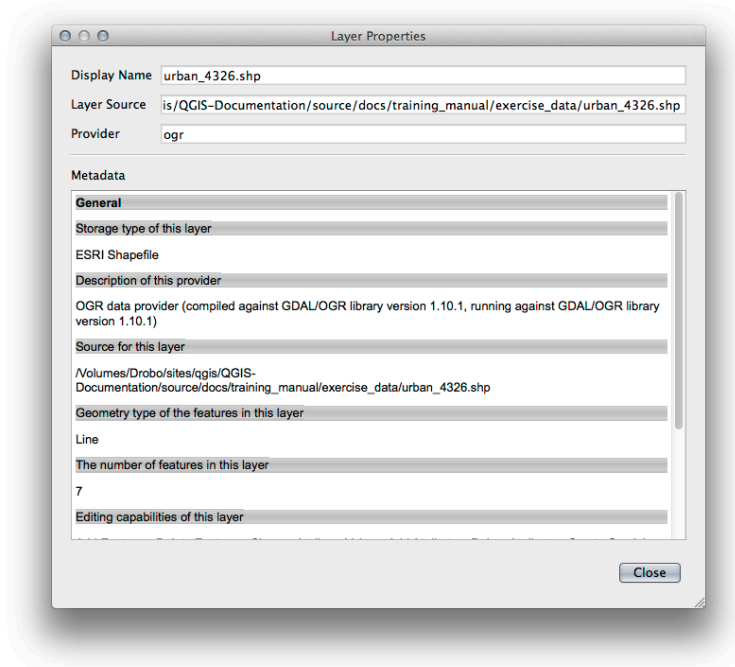 Layer Properties
Display Name urban_4326.shp
Layer Source is/QGIS-Documentation/source/docs/training_manual/exercise_data/urban_4326.shp
Provider ogr
Metadata
General
Storage type of this layer
ESRI Shapefile
Description of this provider
OGR data provider (compiled against GDAL/OGR library version 1.10.1, running against GDAL/OGR library
version 1.10.1)
Source for this layer
/Volumes/Drobo/sites/qgis/QGIS-
Documentation/source/docs/training_manual/exercise_data/urban_4326.shp
Geometry type of the features in this layer
Line
The number of features in this layer
7
Editing capabilities of this layer
Close